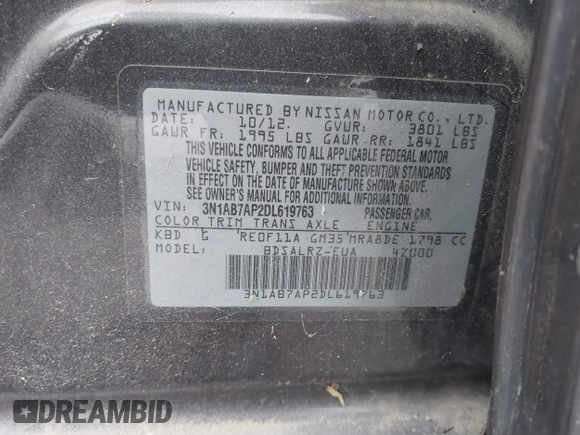 MANUFACTURED BY NISSAN MOTOR CO., LTD.
DATE: 10/12. GVWR: 3801 LBS
GAWR FR: 1995 LBS GAWR-RR: 1841 LBS
THIS VEHICLE CONFORMS TO ALL APPLICABLE FEDERAL MOTOR
VEHICLE SAFETY, BUMPER AND THEFT PREVENTION STANDARDS
IN EFFECT ON THE DATE OF MANUFACTURE SHOWN ABOVE.
SEE OWNER'S MANUAL FOR ADDITIONAL INFORMATION.
VIN: 3N1AB7AP2DL619763 PASSENGER CAR.
COLOR TRIM TRANS AXLE ENGINE
KBD G RE0F11A GM35 MRA8DE 1798 CC
MODEL: BDSALRZ-EUA 4Z000
3N1AB7AP2DL619763
DREAMBID